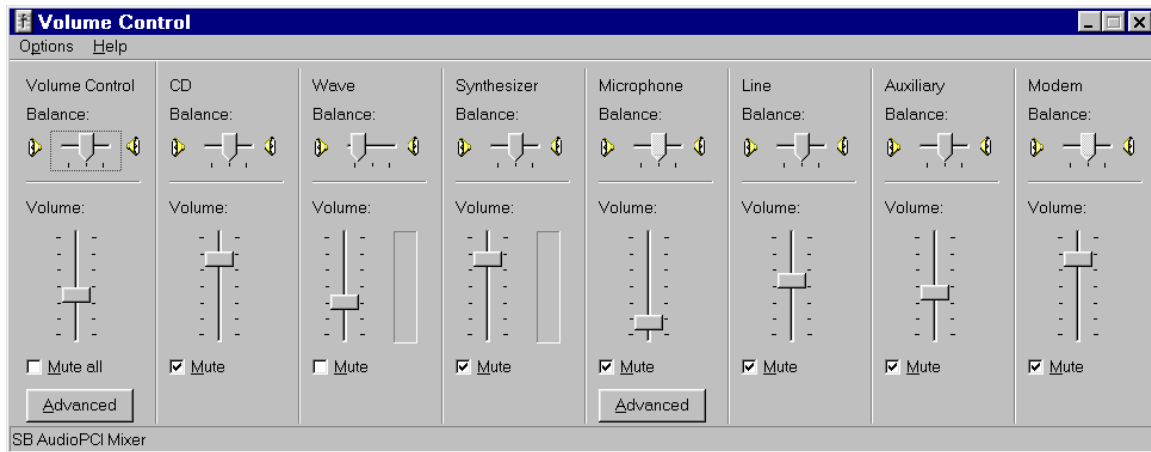 Volume Control
Options Help
Volume Control CD Wave Synthesizer Microphone Line Auxiliary Modem
Balance: Balance: Balance: Balance: Balance: Balance: Balance: Balance:
Volume: Volume: Volume: Volume: Volume: Volume: Volume: Volume:
Mute all Mute Mute Mute Mute Mute Mute Mute
Advanced Advanced
SB AudioPCI Mixer